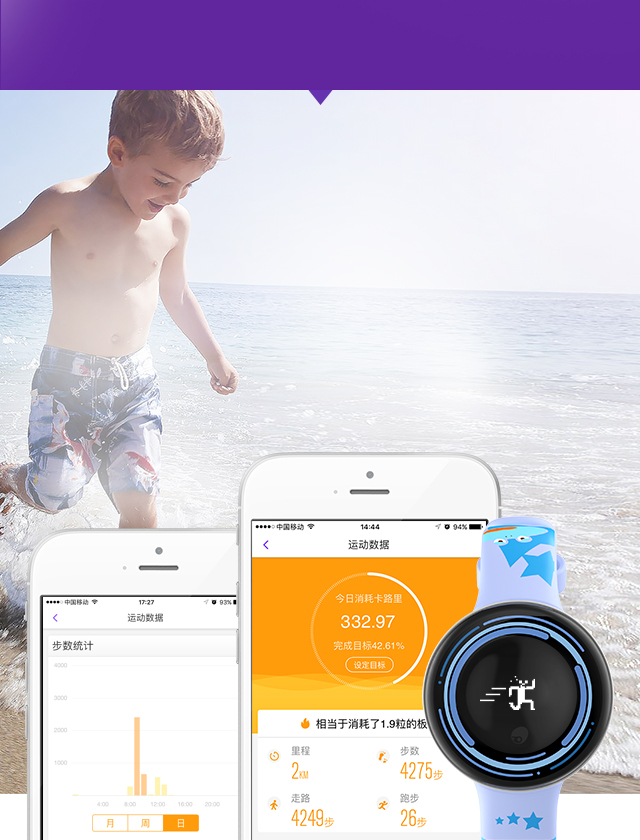 中国移动 14:44 94%
运动数据
今日消耗卡路里
332.97
完成目标42.61%
设定目标
相当于消耗了1.9粒的板
里程
2KM
步数
4275步
走路
4249步
跑步
26步
中国移动 17:27 93%
运动数据
步数统计
4000
3000
2000
1000
4:00 8:00 12:00 16:00 20:00
月 周 日